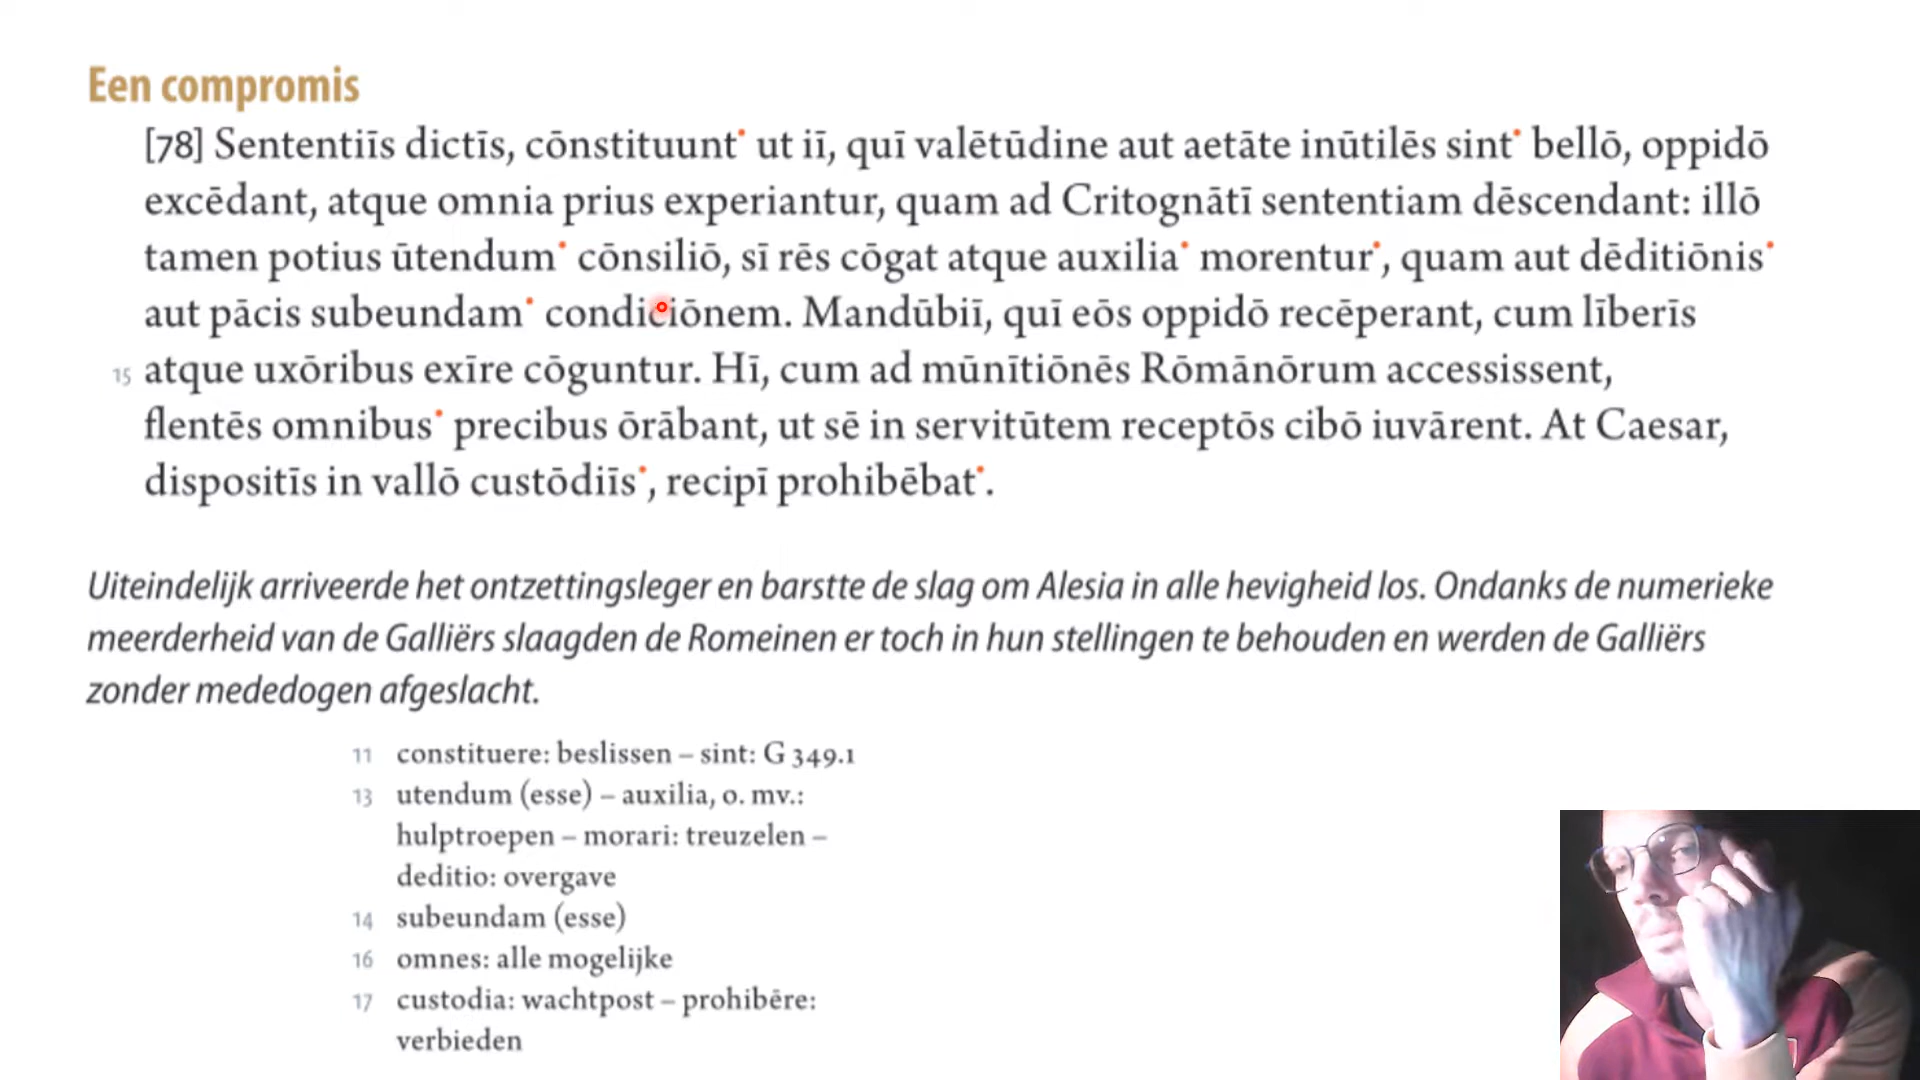 Een compromis
[78] Sententiīs dictīs, cōnstituunt• ut iī, quī valētūdine aut aetāte inūtilēs sint• bellō, oppidō
excēdant, atque omnia prius experiantur, quam ad Critognātī sententiam dēscendant: illō
tamen potius ūtendum• cōnsiliō, sī rēs cōgat atque auxilia• morentur•, quam aut dēditiōnis•
aut pācis subeundam• condiciōnem. Mandūbiī, quī eōs oppidō recēperant, cum līberīs
15 atque uxōribus exīre cōguntur. Hī, cum ad mūnītiōnēs Rōmānōrum accessissent,
flentēs omnibus• precibus ōrābant, ut sē in servitūtem receptōs cibō iuvārent. At Caesar,
dispositīs in vallō custōdiīs•, recipī prohibēbat•.
Uiteindelijk arriveerde het ontzettingsleger en barstte de slag om Alesia in alle hevigheid los. Ondanks de numerieke
meerderheid van de Galliërs slaagden de Romeinen er toch in hun stellingen te behouden en werden de Galliërs
zonder mededogen afgeslacht.
11 constituere: beslissen – sint: G 349.1
13 utendum (esse) – auxilia, o. mv.:
hulptroepen – morari: treuzelen –
deditio: overgave
14 subeundam (esse)
16 omnes: alle mogelijke
17 custodia: wachtpost – prohibēre:
verbieden